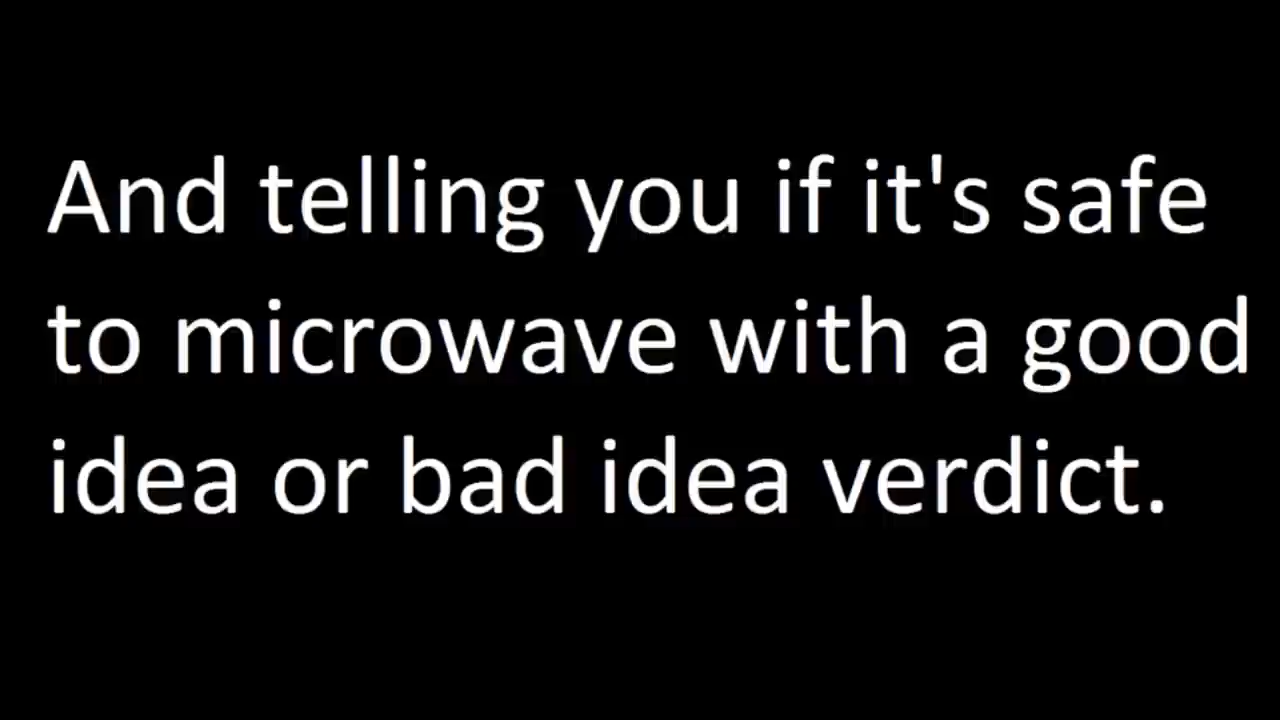 And telling you if it's safe
to microwave with a good
idea or bad idea verdict.